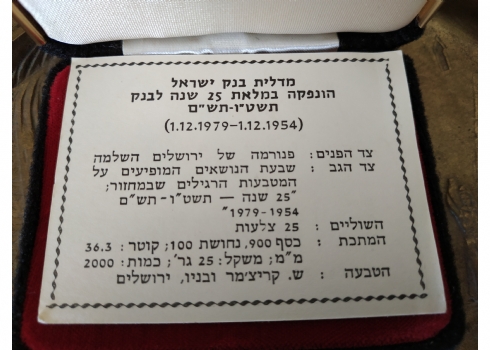 מדלית בנק ישראל
הונפקה במלאת 25 שנה לבנק
תשט"ו-תש"ם
(1.12.1979-1.12.1954)
צד הפנים: פנורמה של ירושלים השלמה
צד הגב: שבעת הנושאים המופיעים על
המטבעות הרגילים שבמחזור;
"25 שנה — תשט"ו-תש"ם
1979-1954"
השוליים: 25 צלעות
המתכת: כסף 900, נחושת 100; קוטר: 36.3
מ"מ; משקל: 25 גר'; כמות: 2000
הטבעה: ש. קריצ'מר ובניו, ירושלים